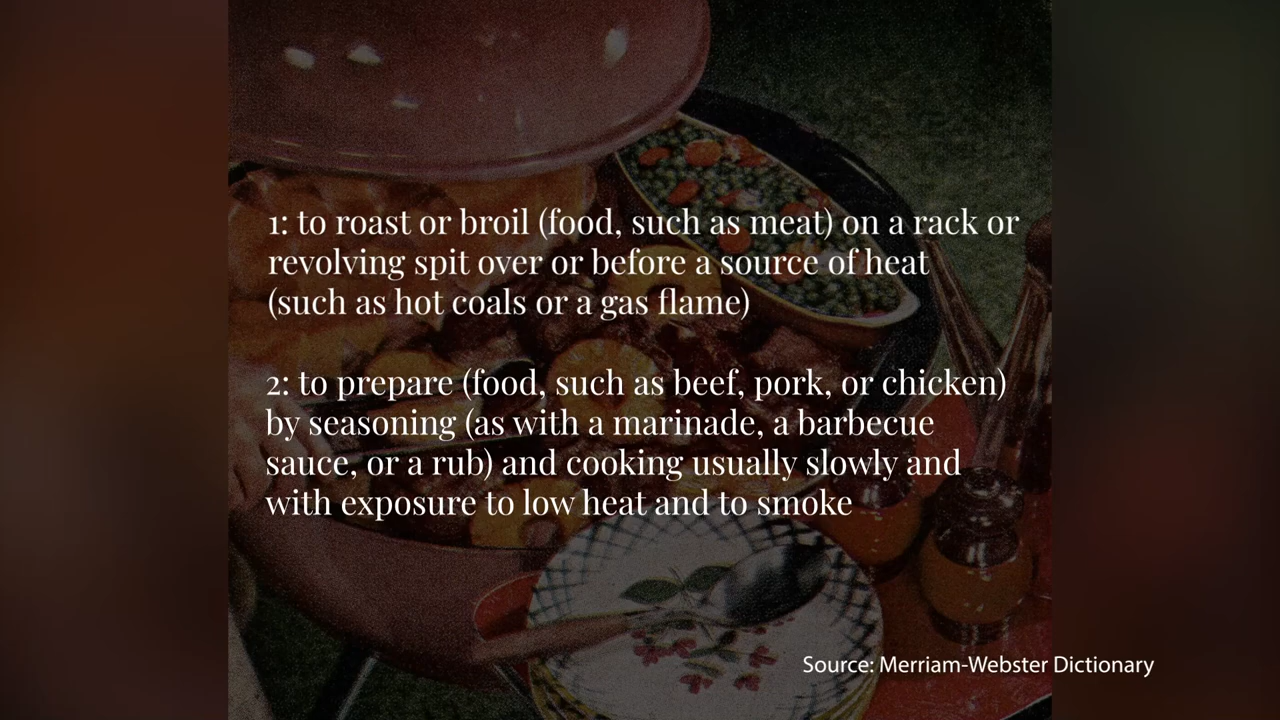 1: to roast or broil (food, such as meat) on a rack or
revolving spit over or before a source of heat
(such as hot coals or a gas flame)
2: to prepare (food, such as beef, pork, or chicken)
by seasoning (as with a marinade, a barbecue
sauce, or a rub) and cooking usually slowly and
with exposure to low heat and to smoke
Source: Merriam-Webster Dictionary